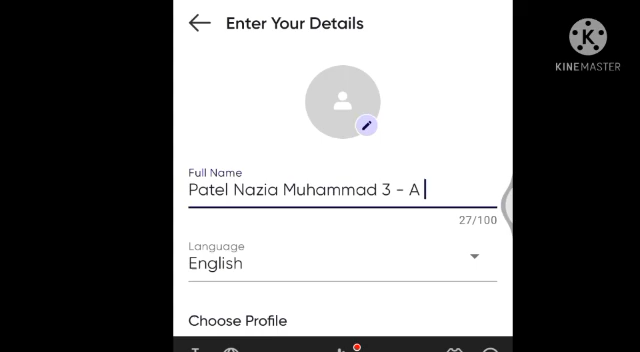 Enter Your Details
K
KINEMASTER
Full Name
Patel Nazia Muhammad 3 - A
27/100
Language
English
Choose Profile